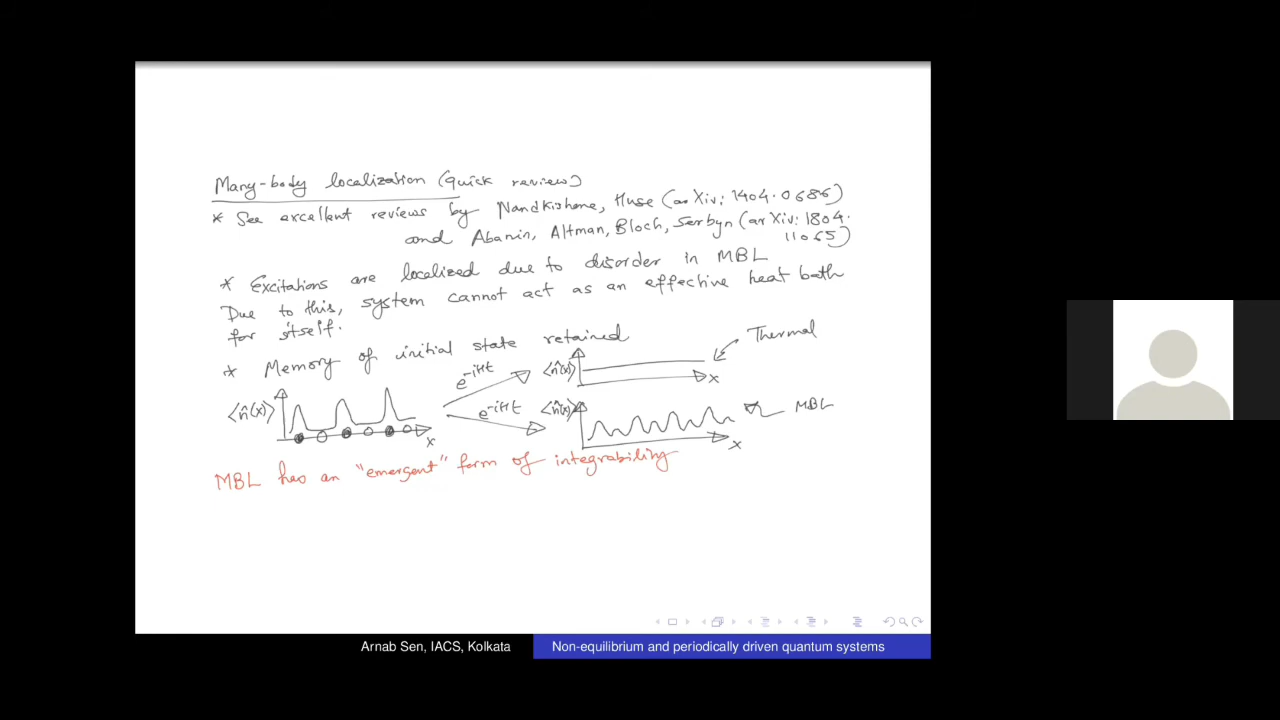 Many-body localization (quick review)
* See excellent reviews by Nandkishore, Huse (arXiv: 1404.0686)
and Abanin, Altman, Bloch, Serbyn (arXiv: 1804.
11065)
* Excitations are localized due to disorder in MBL
Due to this, system cannot act as an effective heat bath
for itself.
* Memory of initial state retained
Thermal
e^{-iHt}
⟨n̂(x)⟩
x
⟨n̂(x)⟩
x
e^{-iHt}
⟨n̂(x)⟩
x
MBL
MBL has an "emergent" form of integrability
Arnab Sen, IACS, Kolkata
Non-equilibrium and periodically driven quantum systems